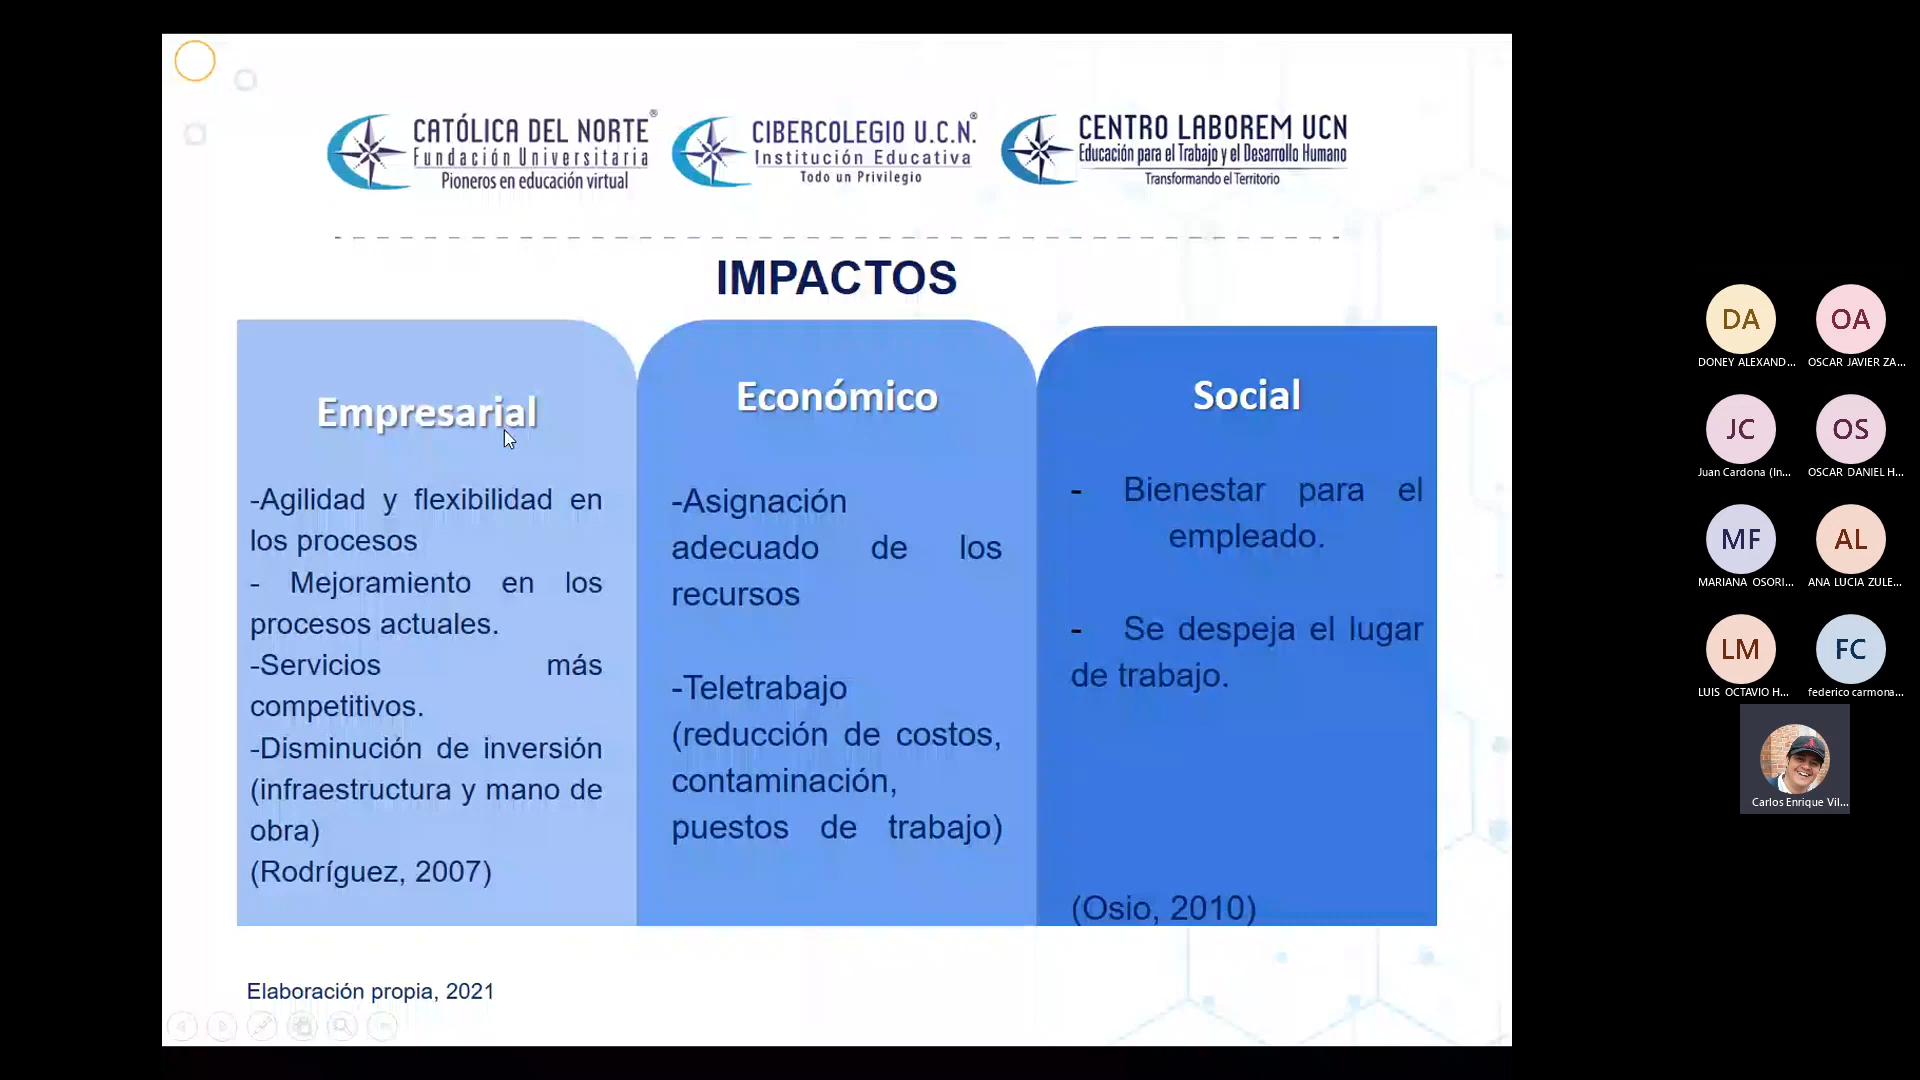 CATÓLICA DEL NORTE®
Fundación Universitaria
Pioneros en educación virtual
CIBERCOLEGIO U.C.N.®
Institución Educativa
Todo un Privilegio
CENTRO LABOREM UCN
Educación para el Trabajo y el Desarrollo Humano
Transformando el Territorio
IMPACTOS
Empresarial
-Agilidad y flexibilidad en
los procesos
- Mejoramiento en los
procesos actuales.
-Servicios más
competitivos.
-Disminución de inversión
(infraestructura y mano de
obra)
(Rodríguez, 2007)
Económico
-Asignación
adecuado de los
recursos
-Teletrabajo
(reducción de costos,
contaminación,
puestos de trabajo)
Social
- Bienestar para el
empleado.
- Se despeja el lugar
de trabajo.
(Osio, 2010)
Elaboración propia, 2021
DA
DONEY ALEXAND...
OA
OSCAR JAVIER ZA...
JC
Juan Cardona (In...
OS
OSCAR DANIEL H...
MF
MARIANA OSORI...
AL
ANA LUCIA ZULE...
LM
LUIS OCTAVIO H...
FC
federico carmona...
Carlos Enrique Vil...